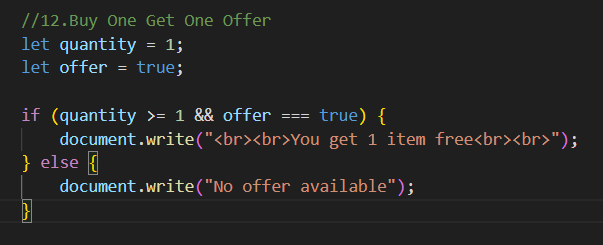 //12.Buy One Get One Offer
let quantity = 1;
let offer = true;

if (quantity >= 1 && offer === true) {
    document.write("<br><br>You get 1 item free<br><br>");
} else {
    document.write("No offer available");
}